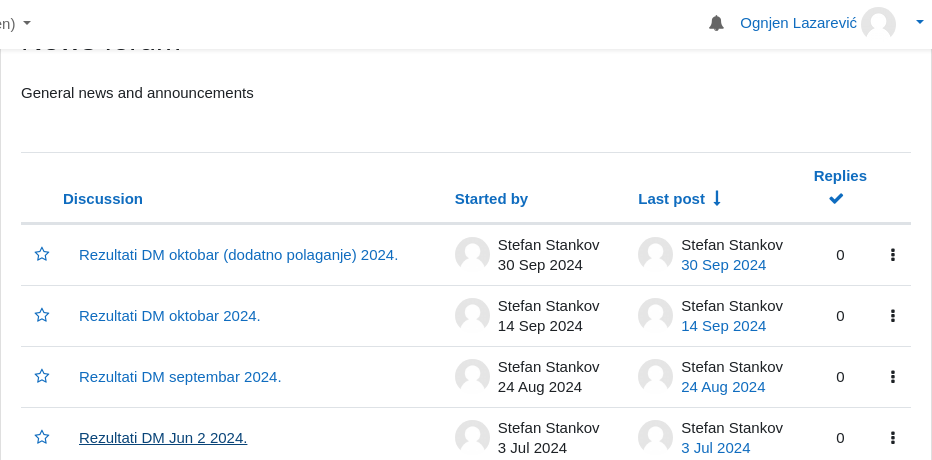 en)
Ognjen Lazarević
General news and announcements
Replies
Discussion
Started by
Last post
Rezultati DM oktobar (dodatno polaganje) 2024.
Stefan Stankov
30 Sep 2024
Stefan Stankov
30 Sep 2024
0
Rezultati DM oktobar 2024.
Stefan Stankov
14 Sep 2024
Stefan Stankov
14 Sep 2024
0
Rezultati DM septembar 2024.
Stefan Stankov
24 Aug 2024
Stefan Stankov
24 Aug 2024
0
Rezultati DM Jun 2 2024.
Stefan Stankov
3 Jul 2024
Stefan Stankov
3 Jul 2024
0